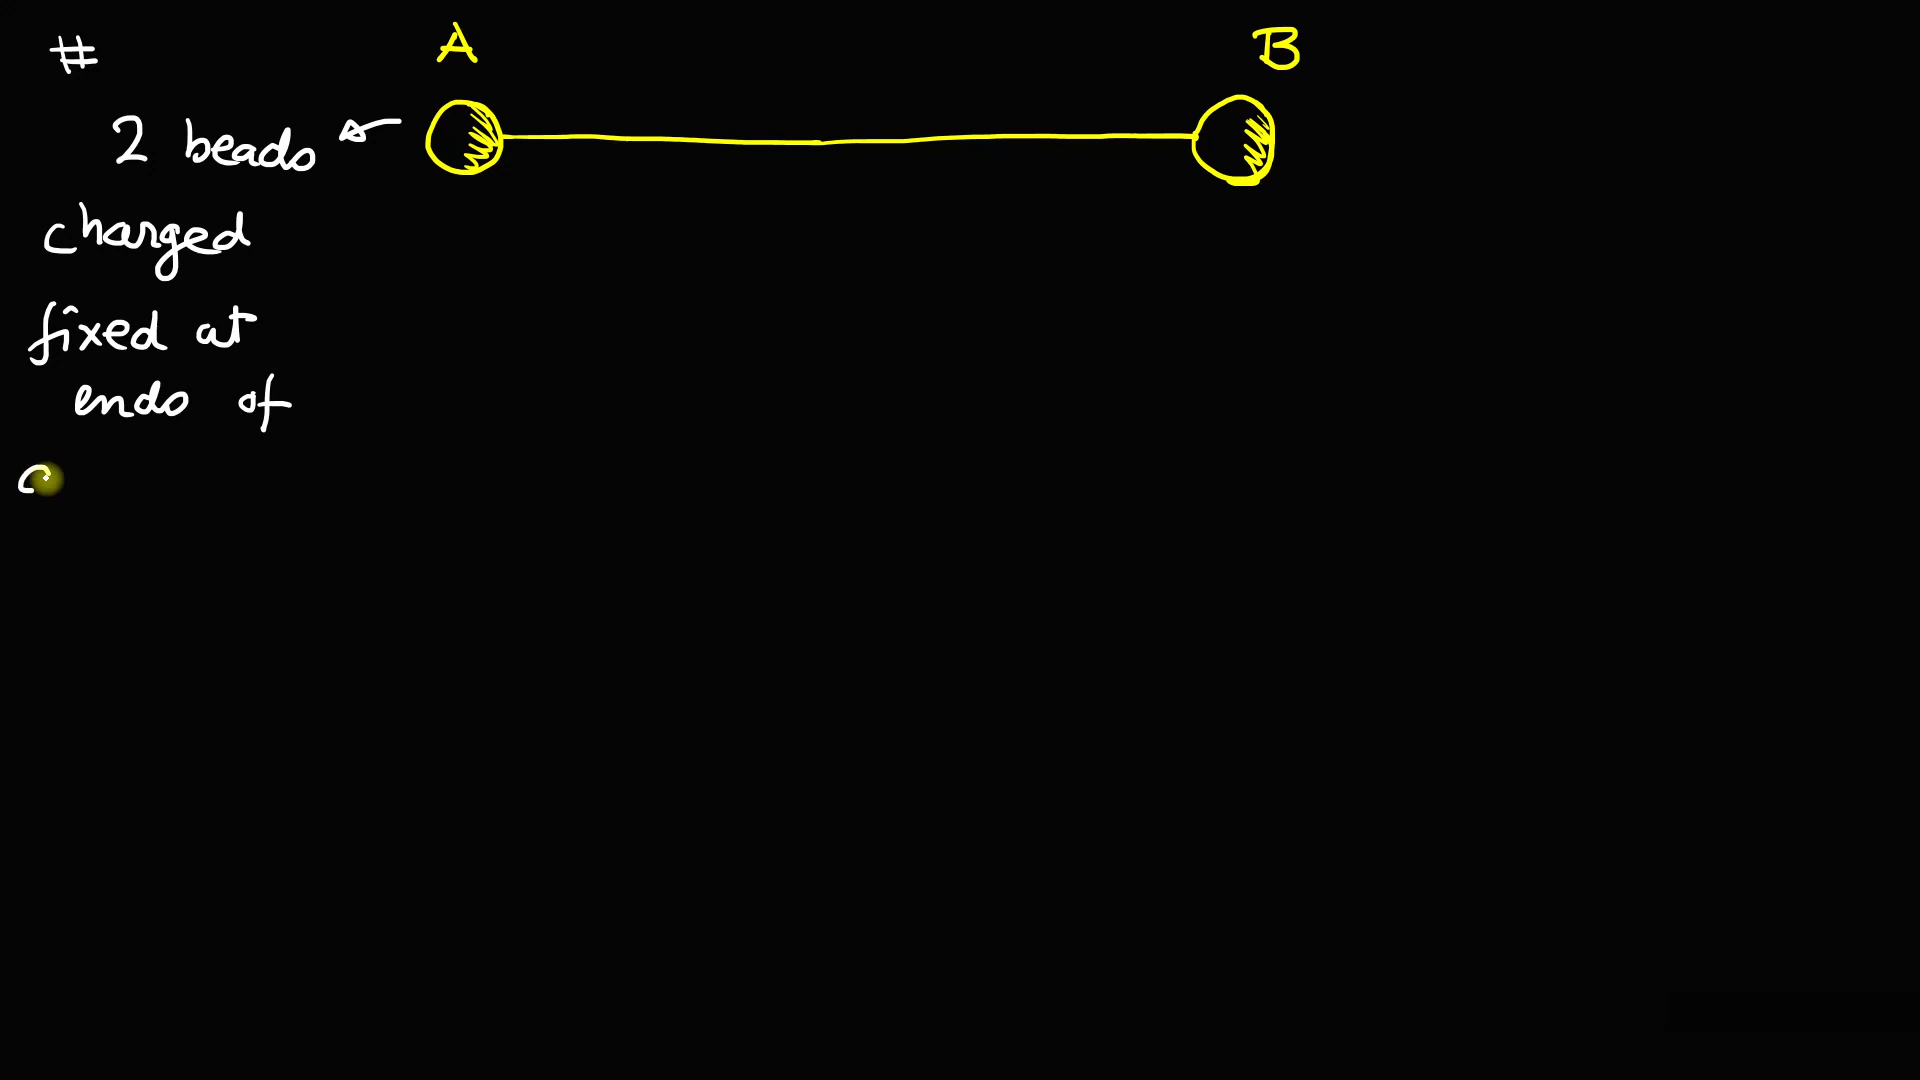 #
A B
2 beads
charged
fixed at
ends of
a